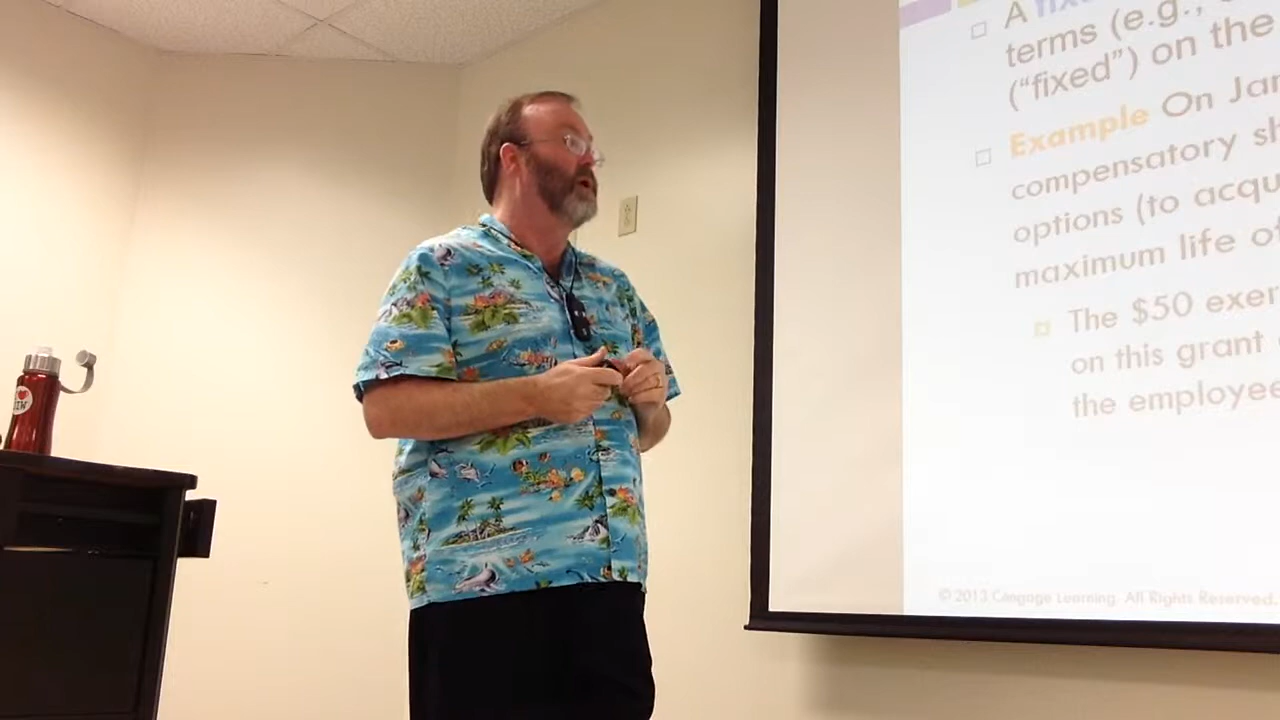 A fix
terms (e.g.,
("fixed") on the
Example On Jan
compensatory sh
options (to acqu
maximum life of
The $50 exer
on this grant
the employee
© 2013 Cengage Learning. All Rights Reserved.